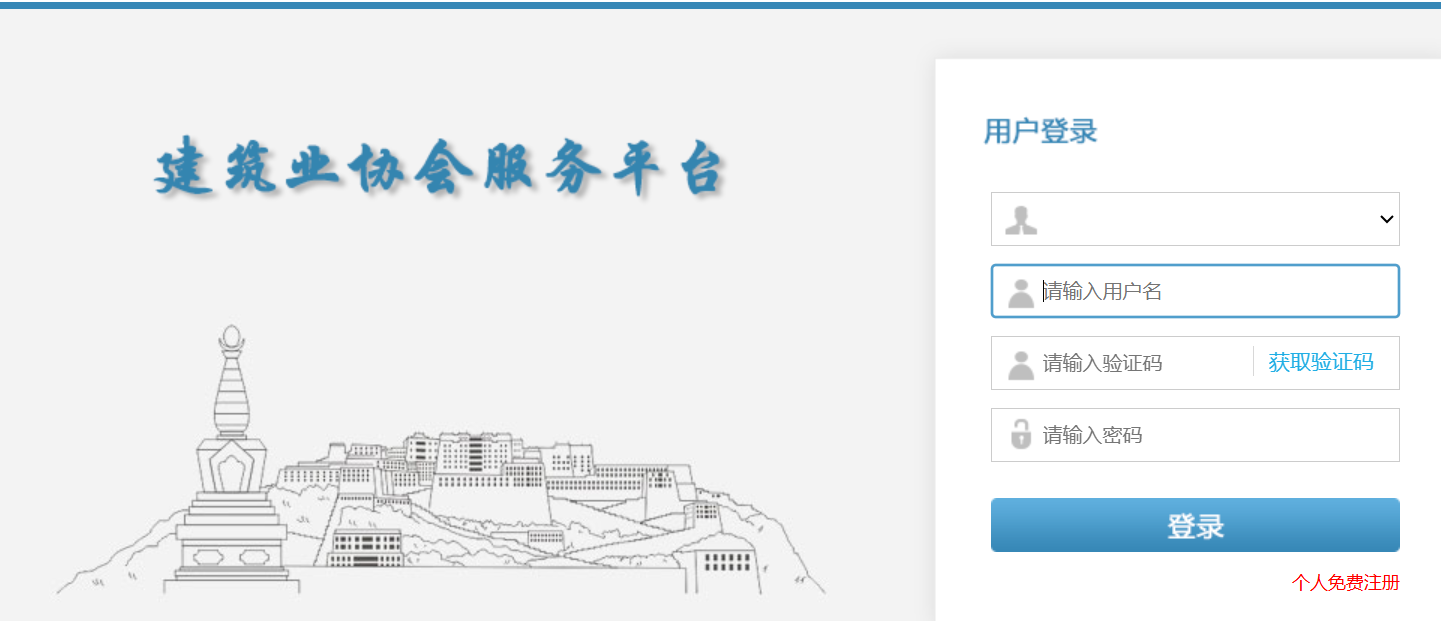 建筑业协会服务平台
用户登录
请输入用户名
请输入验证码 获取验证码
请输入密码
登录
个人免费注册